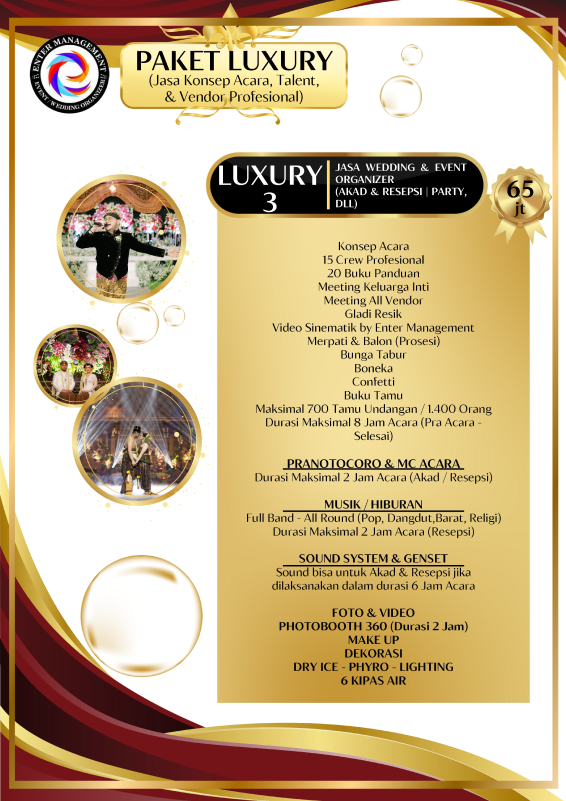 ENTER MANAGEMENT
EVENT / WEDDING ORGANIZER
PAKET LUXURY
(Jasa Konsep Acara, Talent,
& Vendor Profesional)
LUXURY
3
JASA WEDDING & EVENT
ORGANIZER
(AKAD & RESEPSI | PARTY,
DLL)
65
jt
Konsep Acara
15 Crew Profesional
20 Buku Panduan
Meeting Keluarga Inti
Meeting All Vendor
Gladi Resik
Video Sinematik by Enter Management
Merpati & Balon (Prosesi)
Bunga Tabur
Boneka
Confetti
Buku Tamu
Maksimal 700 Tamu Undangan / 1.400 Orang
Durasi Maksimal 8 Jam Acara (Pra Acara -
Selesai)
PRANOTOCORO & MC ACARA
Durasi Maksimal 2 Jam Acara (Akad / Resepsi)
MUSIK / HIBURAN
Full Band - All Round (Pop, Dangdut,Barat, Religi)
Durasi Maksimal 2 Jam Acara (Resepsi)
SOUND SYSTEM & GENSET
Sound bisa untuk Akad & Resepsi jika
dilaksanakan dalam durasi 6 Jam Acara
FOTO & VIDEO
PHOTOBOOTH 360 (Durasi 2 Jam)
MAKE UP
DEKORASI
DRY ICE - PHYRO - LIGHTING
6 KIPAS AIR